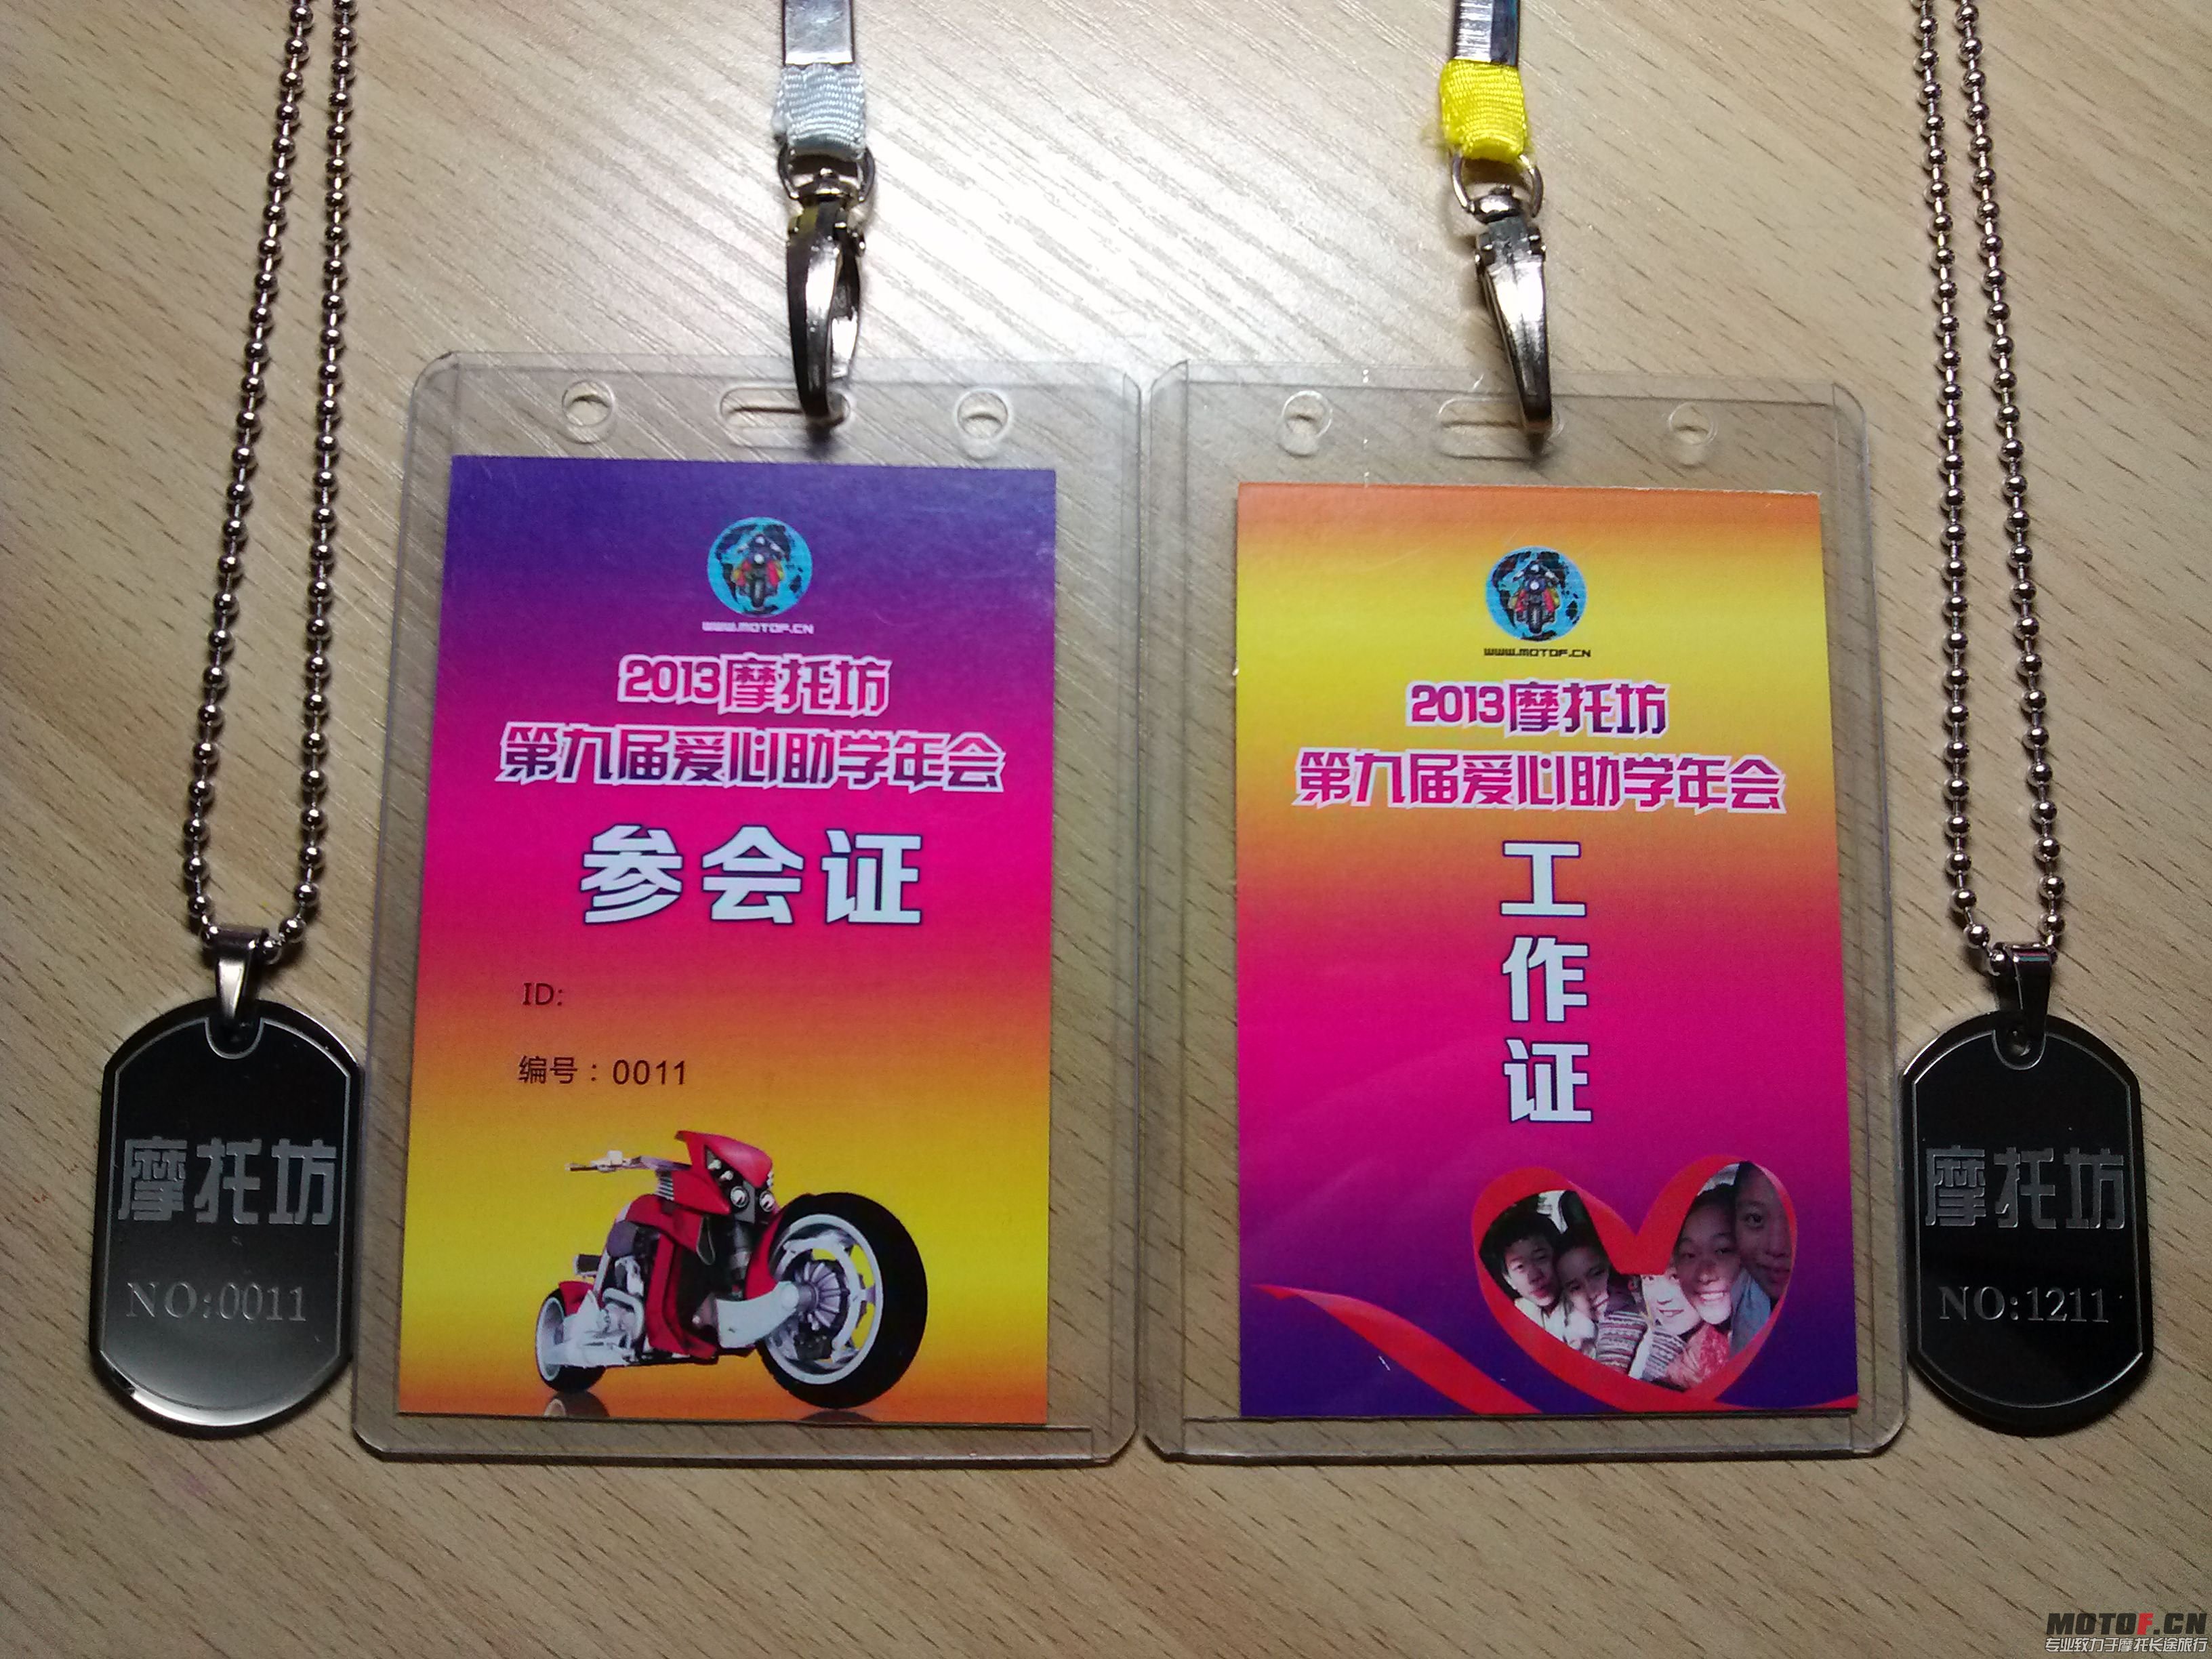 WWW.MOTOF.CN
2013摩托坊
第九届爱心助学年会
参会证
ID:
编号：0011
WWW.MOTOF.CN
2013摩托坊
第九届爱心助学年会
工作证
摩托坊
NO:0011
摩托坊
NO:1211
MOTOF.CN
专业致力于摩托长途旅行